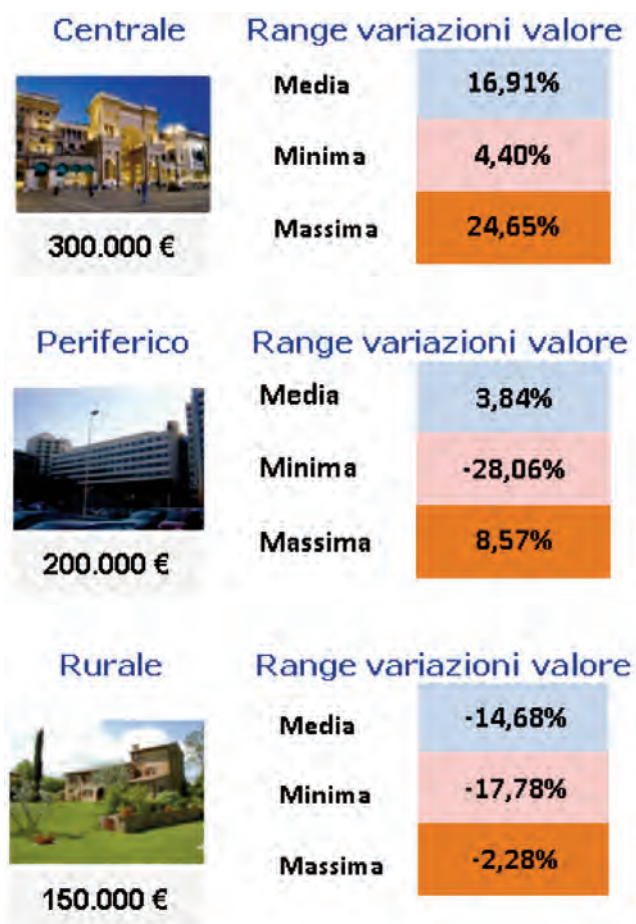 Centrale
Range variazioni valore
Media 16,91%
Minima 4,40%
Massima 24,65%
300.000 €
Periferico
Range variazioni valore
Media 3,84%
Minima -28,06%
Massima 8,57%
200.000 €
Rurale
Range variazioni valore
Media -14,68%
Minima -17,78%
Massima -2,28%
150.000 €